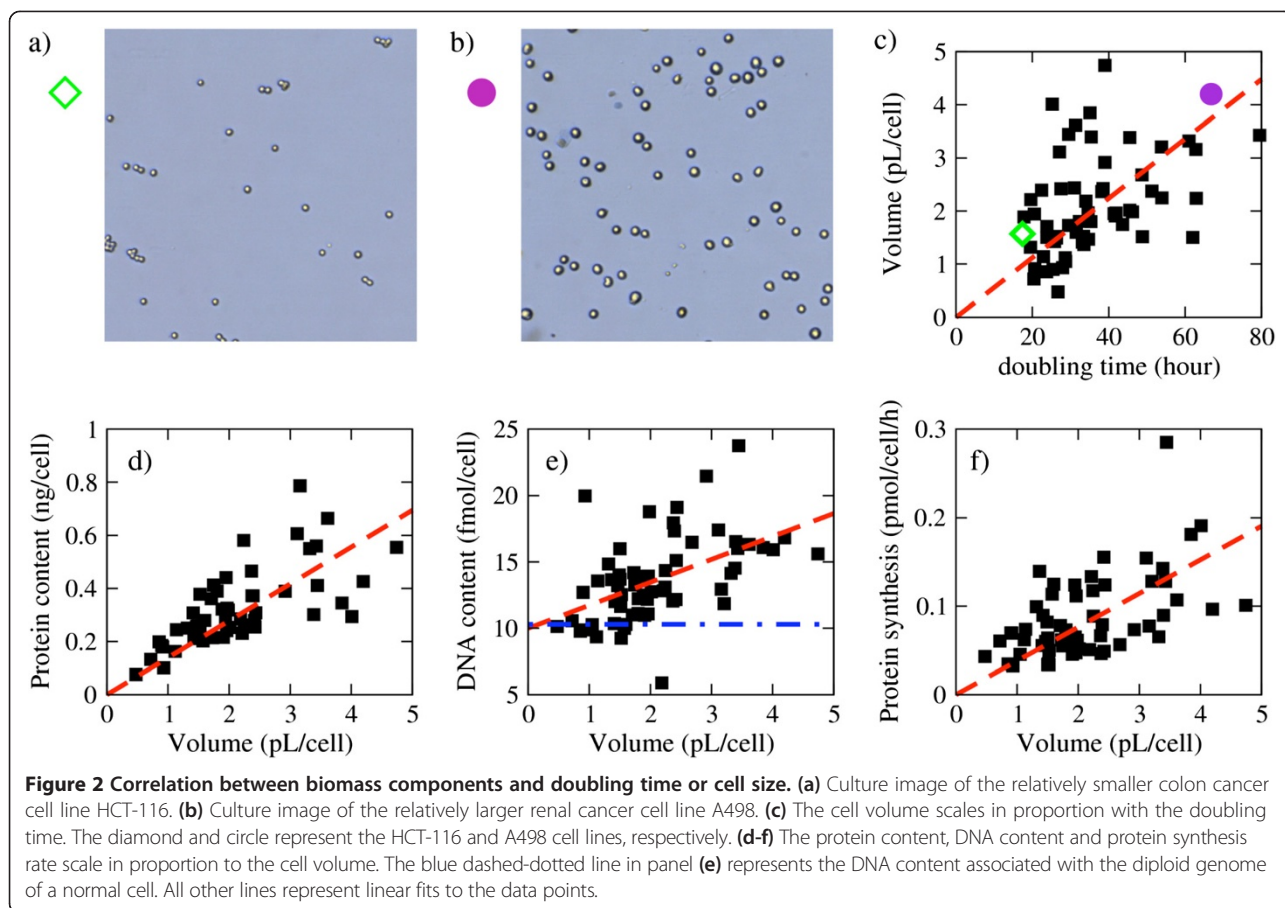 a)
b)
c)
5
4
3
2
1
0
Volume (pL/cell)
0
20
40
60
80
doubling time (hour)
d)
1
0.8
0.6
0.4
0.2
0
Protein content (ng/cell)
0
1
2
3
4
5
Volume (pL/cell)
e)
25
20
15
10
5
DNA content (fmol/cell)
0
1
2
3
4
5
Volume (pL/cell)
f)
0.3
0.2
0.1
0
Protein synthesis (pmol/cell/h)
0
1
2
3
4
5
Volume (pL/cell)
Figure 2 Correlation between biomass components and doubling time or cell size. (a) Culture image of the relatively smaller colon cancer
cell line HCT-116. (b) Culture image of the relatively larger renal cancer cell line A498. (c) The cell volume scales in proportion with the doubling
time. The diamond and circle represent the HCT-116 and A498 cell lines, respectively. (d-f) The protein content, DNA content and protein synthesis
rate scale in proportion to the cell volume. The blue dashed-dotted line in panel (e) represents the DNA content associated with the diploid genome
of a normal cell. All other lines represent linear fits to the data points.